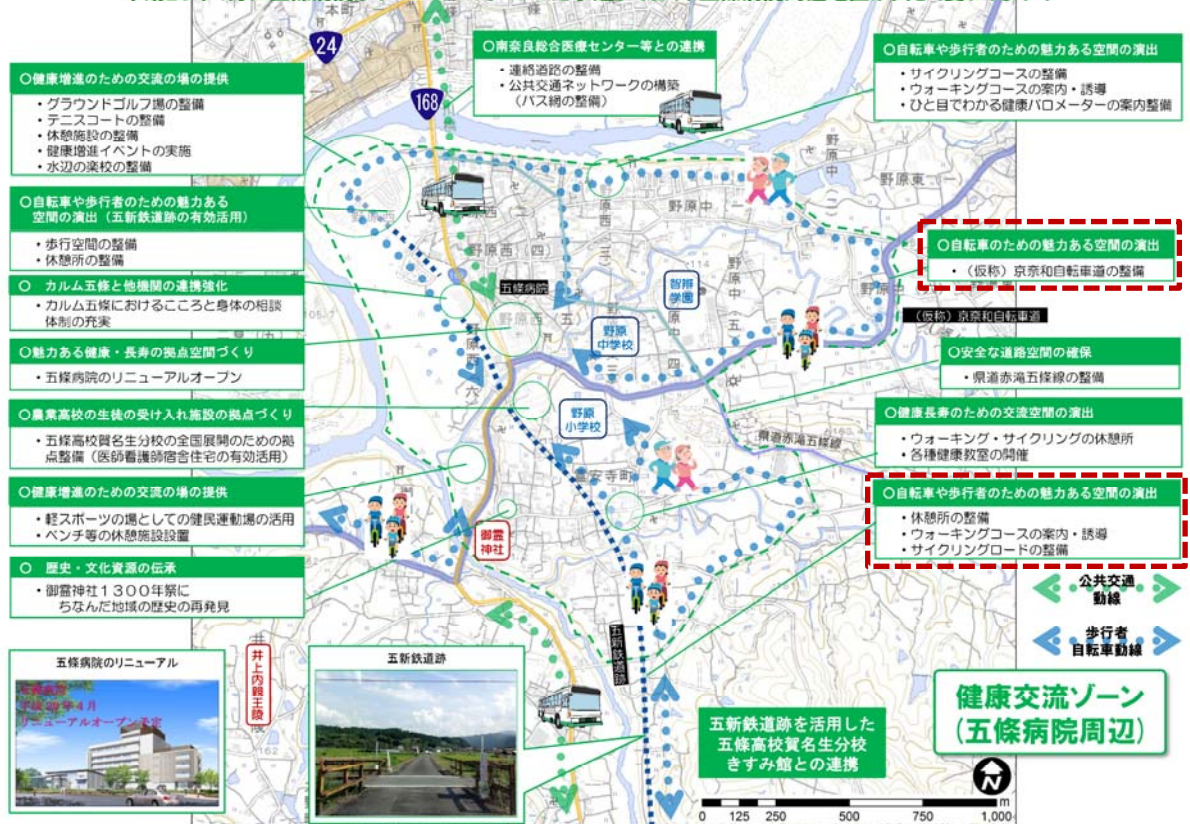 24
168
○健康増進のための交流の場の提供
・グラウンドゴルフ場の整備
・テニスコートの整備
・休憩施設の整備
・健康増進イベントの実施
・水辺の楽校の整備
○自転車や歩行者のための魅力ある
空間の演出（五新鉄道跡の有効活用）
・歩行空間の整備
・休憩所の整備
○ カルム五條と他機関の連携強化
・カルム五條におけるこころと身体の相談
体制の充実
○魅力ある健康・長寿の拠点空間づくり
・五條病院のリニューアルオープン
○農業高校の生徒の受け入れ施設の拠点づくり
・五條高校賀名生分校の全国展開のための拠
点整備（医師看護師宿舎住宅の有効活用）
○健康増進のための交流の場の提供
・軽スポーツの場としての健民運動場の活用
・ベンチ等の休憩施設設置
○ 歴史・文化資源の伝承
・御霊神社１３００年祭に
ちなんだ地域の歴史の再発見
○南奈良総合医療センター等との連携
・連絡道路の整備
・公共交通ネットワークの構築
（バス網の整備）
○自転車や歩行者のための魅力ある空間の演出
・サイクリングコースの整備
・ウォーキングコースの案内・誘導
・ひと目でわかる健康バロメーターの案内整備
○自転車のための魅力ある空間の演出
・（仮称）京奈和自転車道の整備
（仮称）京奈和自転車道
○安全な道路空間の確保
・県道赤滝五條線の整備
○健康長寿のための交流空間の演出
・ウォーキング・サイクリングの休憩所
・各種健康教室の開催
○自転車や歩行者のための魅力ある空間の演出
・休憩所の整備
・ウォーキングコースの案内・誘導
・サイクリングロードの整備
公共交通
動線
歩行者
自転車動線
五條病院
智辯
学園
野原
中学校
野原
小学校
御霊
神社
県道赤滝五條線
五新鉄道跡
井上内親王陵
野原中（二）
野原東（一）
野原中（一）
野原西（四）
野原西（六）
野原中（五）
114
162
五條病院のリニューアル
リニューアルオープン予定
五新鉄道跡
五新鉄道跡を活用した
五條高校賀名生分校
きすみ館との連携
健康交流ゾーン
（五條病院周辺）
N
m
0 125 250 500 750 1,000